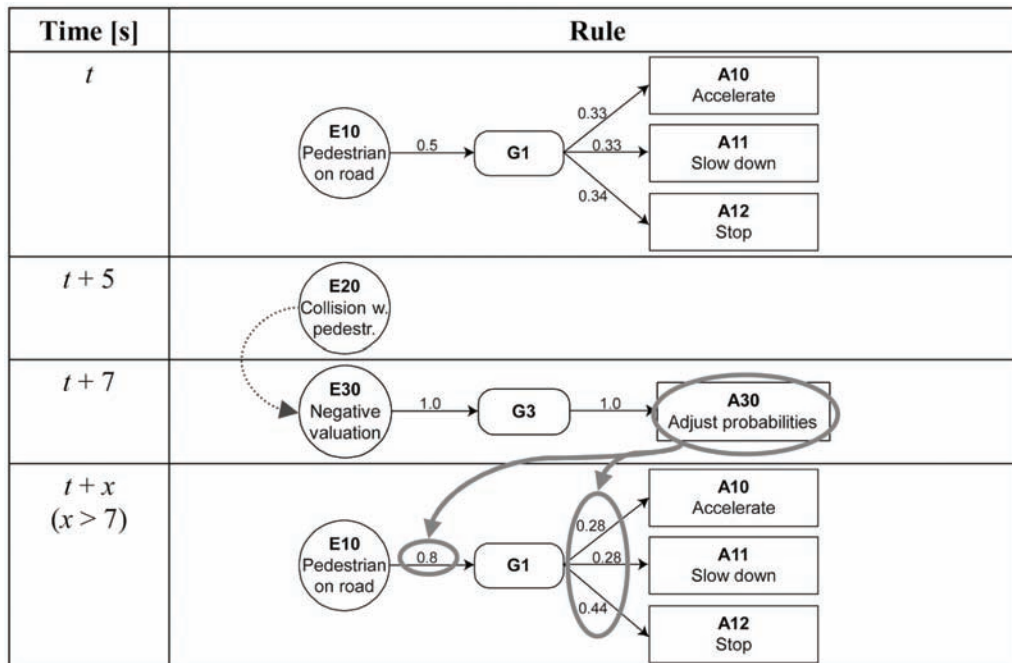 Time [s]
Rule
t
E10
Pedestrian
on road
0.5
G1
0.33
0.33
0.34
A10
Accelerate
A11
Slow down
A12
Stop
t + 5
E20
Collision w.
pedestr.
t + 7
E30
Negative
valuation
1.0
G3
1.0
A30
Adjust probabilities
t + x
(x > 7)
E10
Pedestrian
on road
0.8
G1
0.28
0.28
0.44
A10
Accelerate
A11
Slow down
A12
Stop